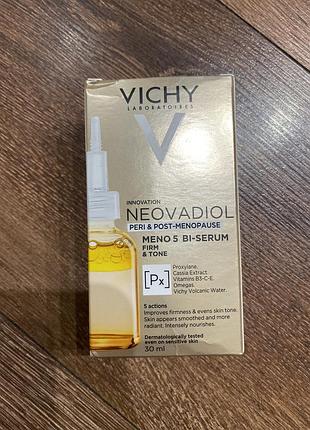 VICHY
LABORATOIRES
INNOVATION
NEOVADIOL
PERI & POST-MENOPAUSE
MENO 5 BI-SERUM
FIRM
& TONE
[Px]
Proxylane,
Cassia Extract.
Vitamins B3-C-E.
Omegas.
Vichy Volcanic Water.
5 actions
Improves firmness & evens skin tone.
Skin appears smoothed and more
radiant. Intensely nourishes.
Dermatologically tested
even on sensitive skin
30 ml